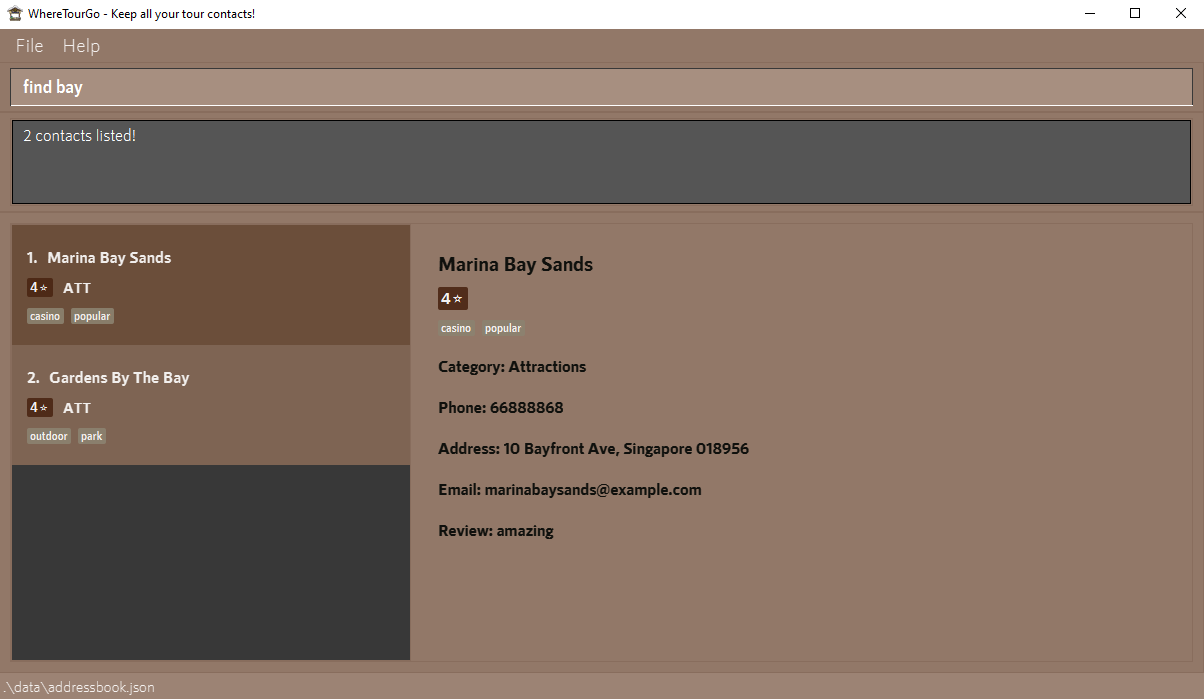 WhereTourGo - Keep all your tour contacts!
File Help
find bay
2 contacts listed!
1. Marina Bay Sands
4★ ATT
casino popular
2. Gardens By The Bay
4★ ATT
outdoor park
Marina Bay Sands
4★
casino popular
Category: Attractions
Phone: 66888868
Address: 10 Bayfront Ave, Singapore 018956
Email: marinabaysands@example.com
Review: amazing
.\data\addressbook.json